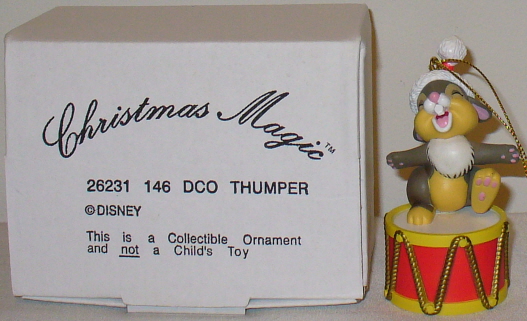 Christmas Magic™
26231 146 DCO THUMPER
©DISNEY
This is a Collectible Ornament
and not a Child's Toy